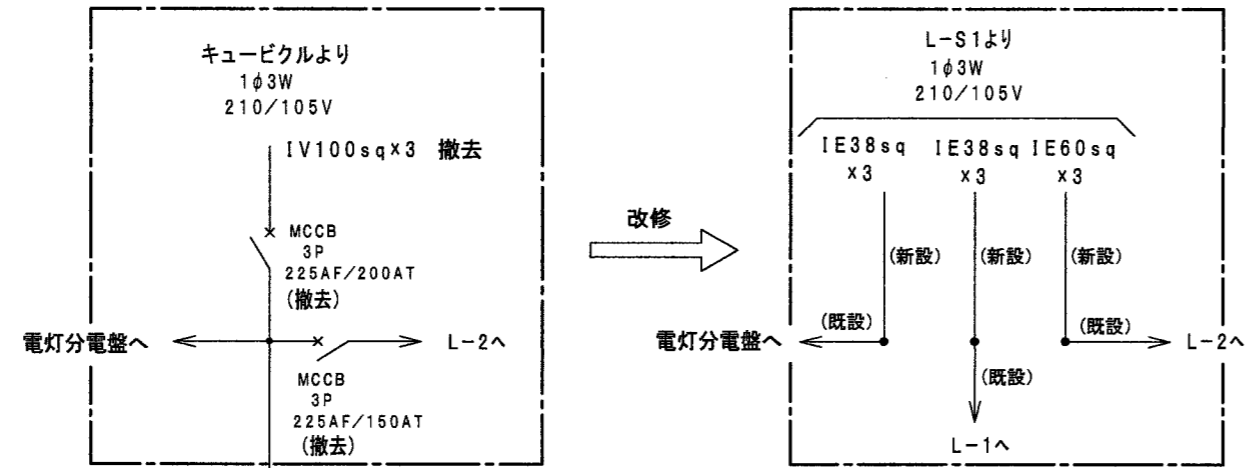 キュービクルより
1φ3W
210/105V
IV100sq×3 撤去
MCCB
3P
225AF/200AT
(撤去)
電灯分電盤へ
L-2へ
MCCB
3P
225AF/150AT
(撤去)
改修
L-S1より
1φ3W
210/105V
IE38sq IE38sq IE60sq
×3 ×3 ×3
(新設) (新設) (新設)
(既設) (既設)
電灯分電盤へ
L-2へ
(既設)
L-1へ